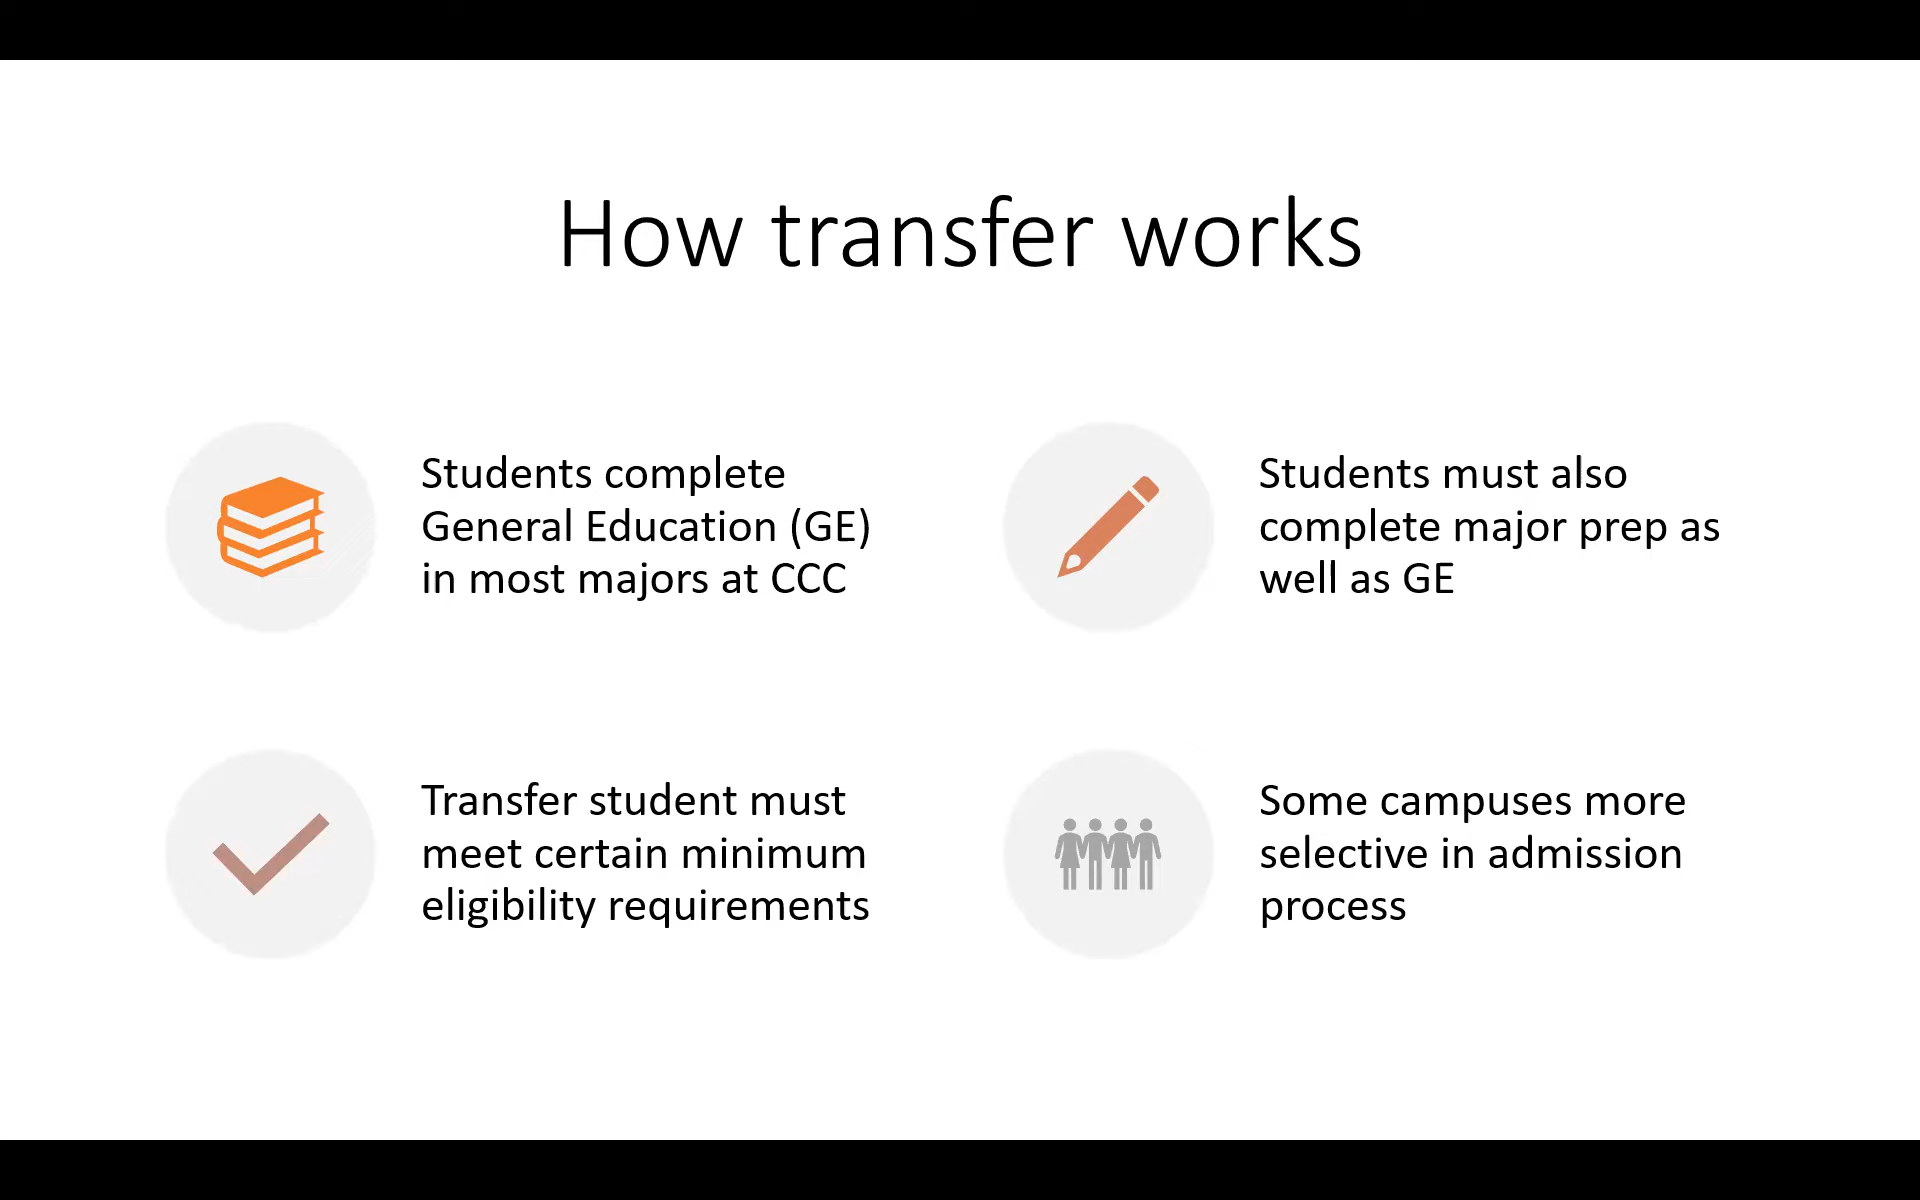 How transfer works
Students complete
General Education (GE)
in most majors at CCC
Students must also
complete major prep as
well as GE
Transfer student must
meet certain minimum
eligibility requirements
Some campuses more
selective in admission
process